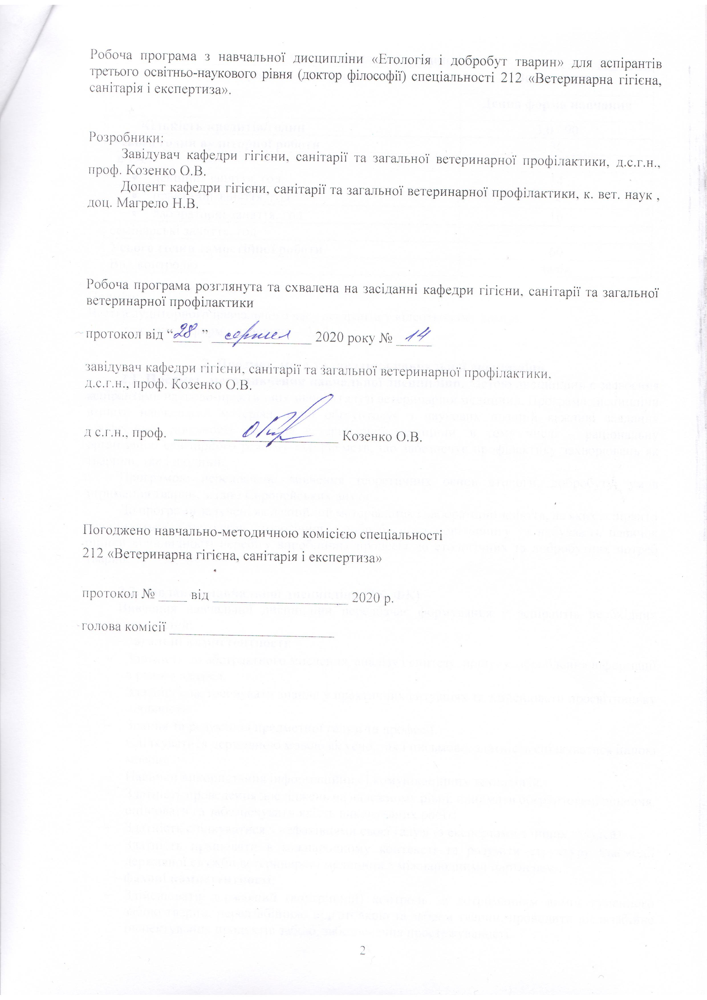 Робоча програма з навчальної дисципліни «Етологія і добробут тварин» для аспірантів
третього освітньо-наукового рівня (доктор філософії) спеціальності 212 «Ветеринарна гігієна,
санітарія і експертиза».
Розробники:
Завідувач кафедри гігієни, санітарії та загальної ветеринарної профілактики, д.с.г.н.,
проф. Козенко О.В.
Доцент кафедри гігієни, санітарії та загальної ветеринарної профілактики, к. вет. наук ,
доц. Магрело Н.В.
Робоча програма розглянута та схвалена на засіданні кафедри гігієни, санітарії та загальної
ветеринарної профілактики
протокол від “28” серпня 2020 року № 14
завідувач кафедри гігієни, санітарії та загальної ветеринарної профілактики,
д.с.г.н., проф. Козенко О.В.
д с.г.н., проф. ___ Козенко О.В.
Погоджено навчально-методичною комісією спеціальності
212 «Ветеринарна гігієна, санітарія і експертиза»
протокол № ___ від ___ 2020 р.
голова комісії ___
2